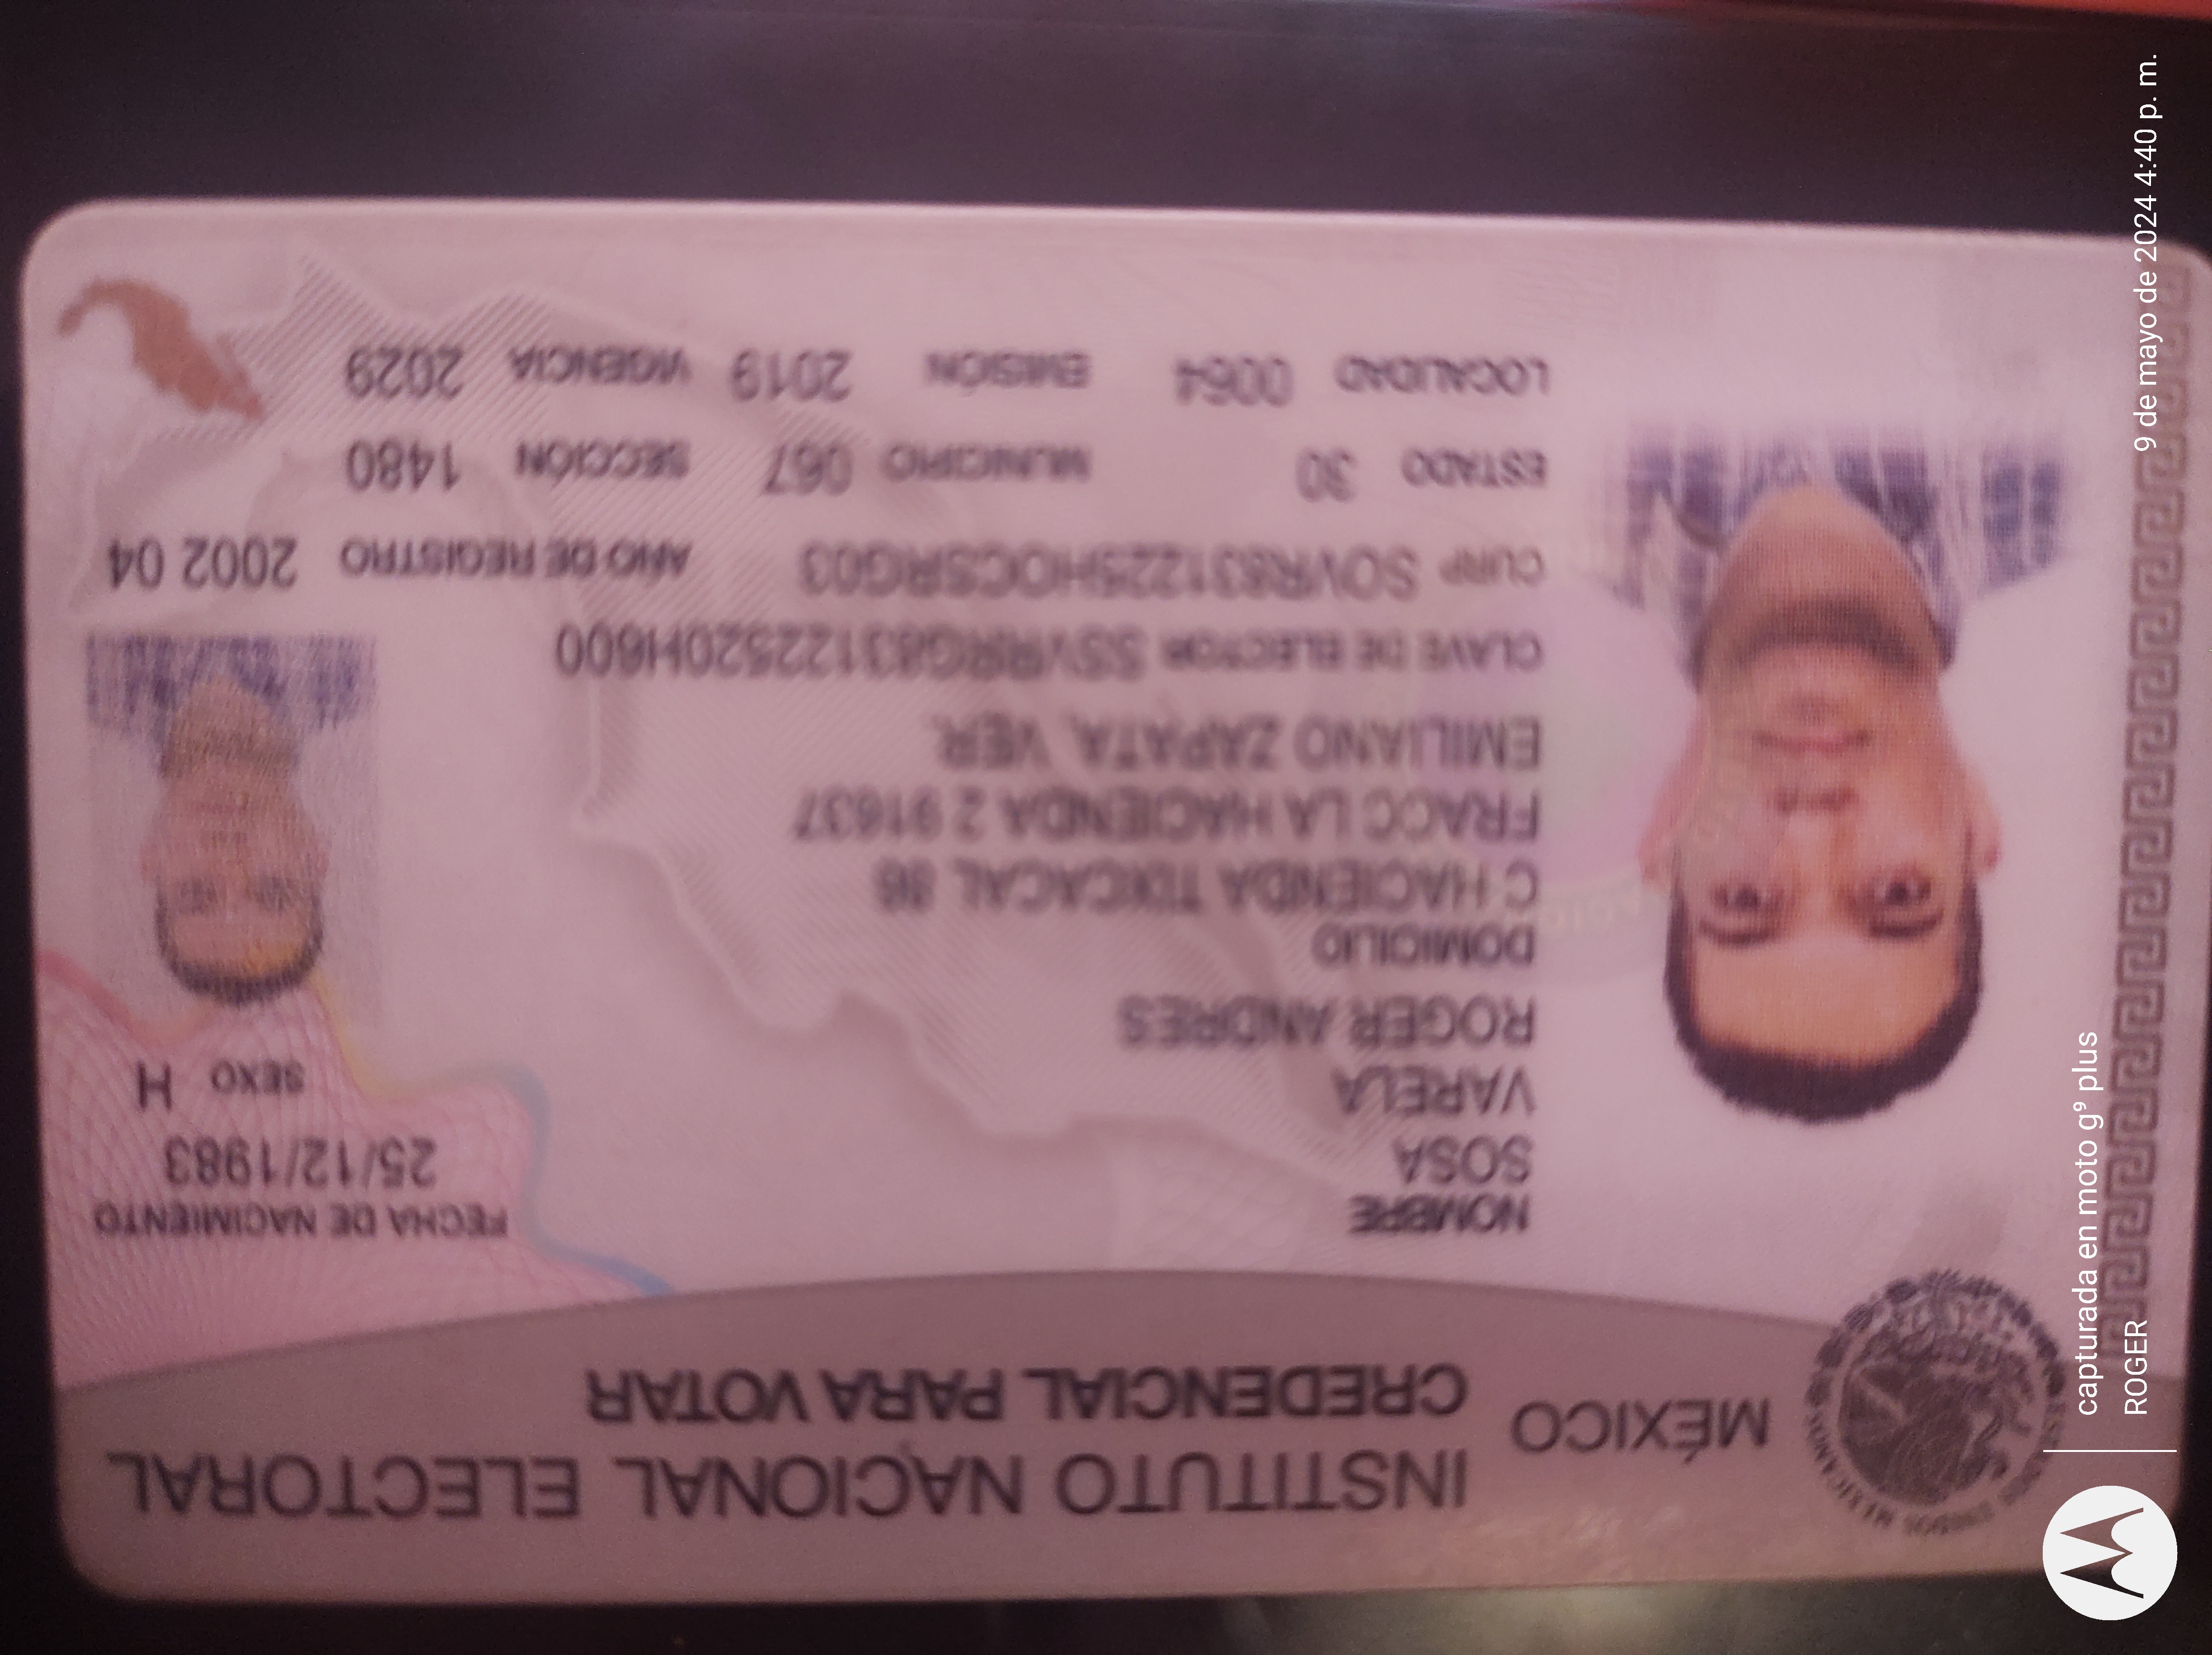 MÉXICO
INSTITUTO NACIONAL ELECTORAL
CREDENCIAL PARA VOTAR
NOMBRE
SOSA
VARELA
ROGER ANDRES
FECHA DE NACIMIENTO
25/12/1983
SEXO H
DOMICILIO
C HACIENDA TIXCACAL 86
FRACC LA HACIENDA 2 91637
EMILIANO ZAPATA, VER.
CLAVE DE ELECTOR SSVRRG83122520H600
CURP SOVR831225HOCSRG03
AÑO DE REGISTRO 2002 04
ESTADO 30
MUNICIPIO 067
SECCIÓN 1480
LOCALIDAD 0064
EMISIÓN 2019
VIGENCIA 2029
capturada en moto g⁹ plus
ROGER
9 de mayo de 2024 4:40 p. m.